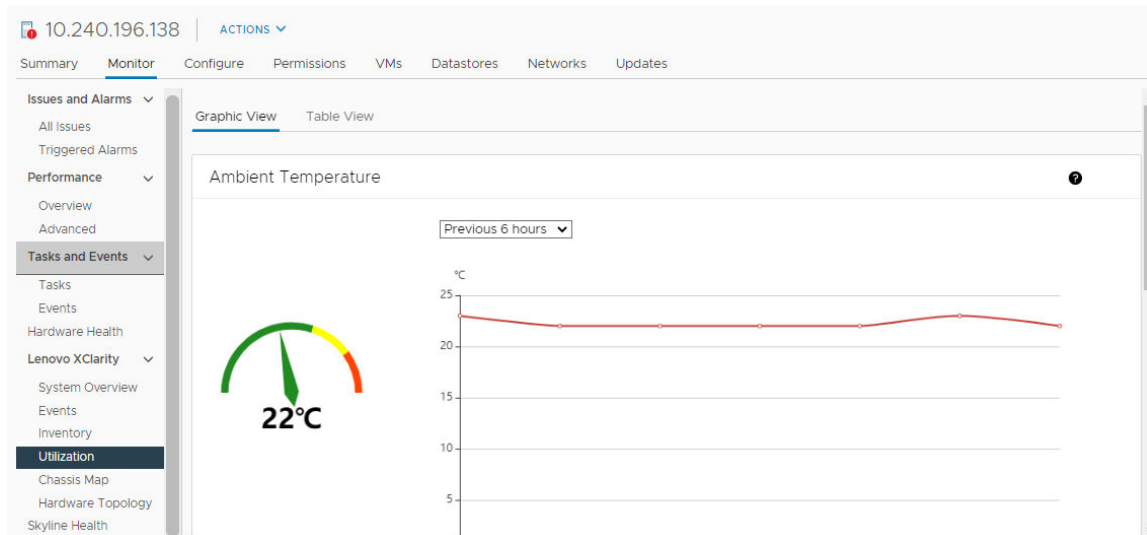 10.240.196.138 ACTIONS
Summary Monitor Configure Permissions VMs Datastores Networks Updates
Issues and Alarms
All Issues
Triggered Alarms
Performance
Overview
Advanced
Tasks and Events
Tasks
Events
Hardware Health
Lenovo XClarity
System Overview
Events
Inventory
Utilization
Chassis Map
Hardware Topology
Skyline Health
Graphic View Table View
Ambient Temperature ?
Previous 6 hours
22°C
°C
25
20
15
10
5